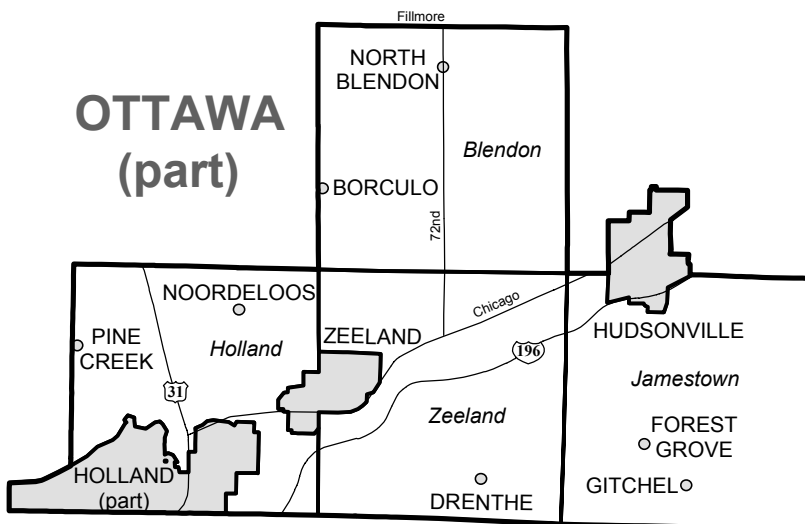 Fillmore
NORTH
BLENDON
OTTAWA
(part)
Blendon
BORCULO
72nd
NOORDELOOS
Chicago
PINE
CREEK
Holland
ZEELAND
HUDSONVILLE
196
31
Jamestown
Zeeland
FOREST
GROVE
HOLLAND
(part)
DRENTHE
GITCHEL